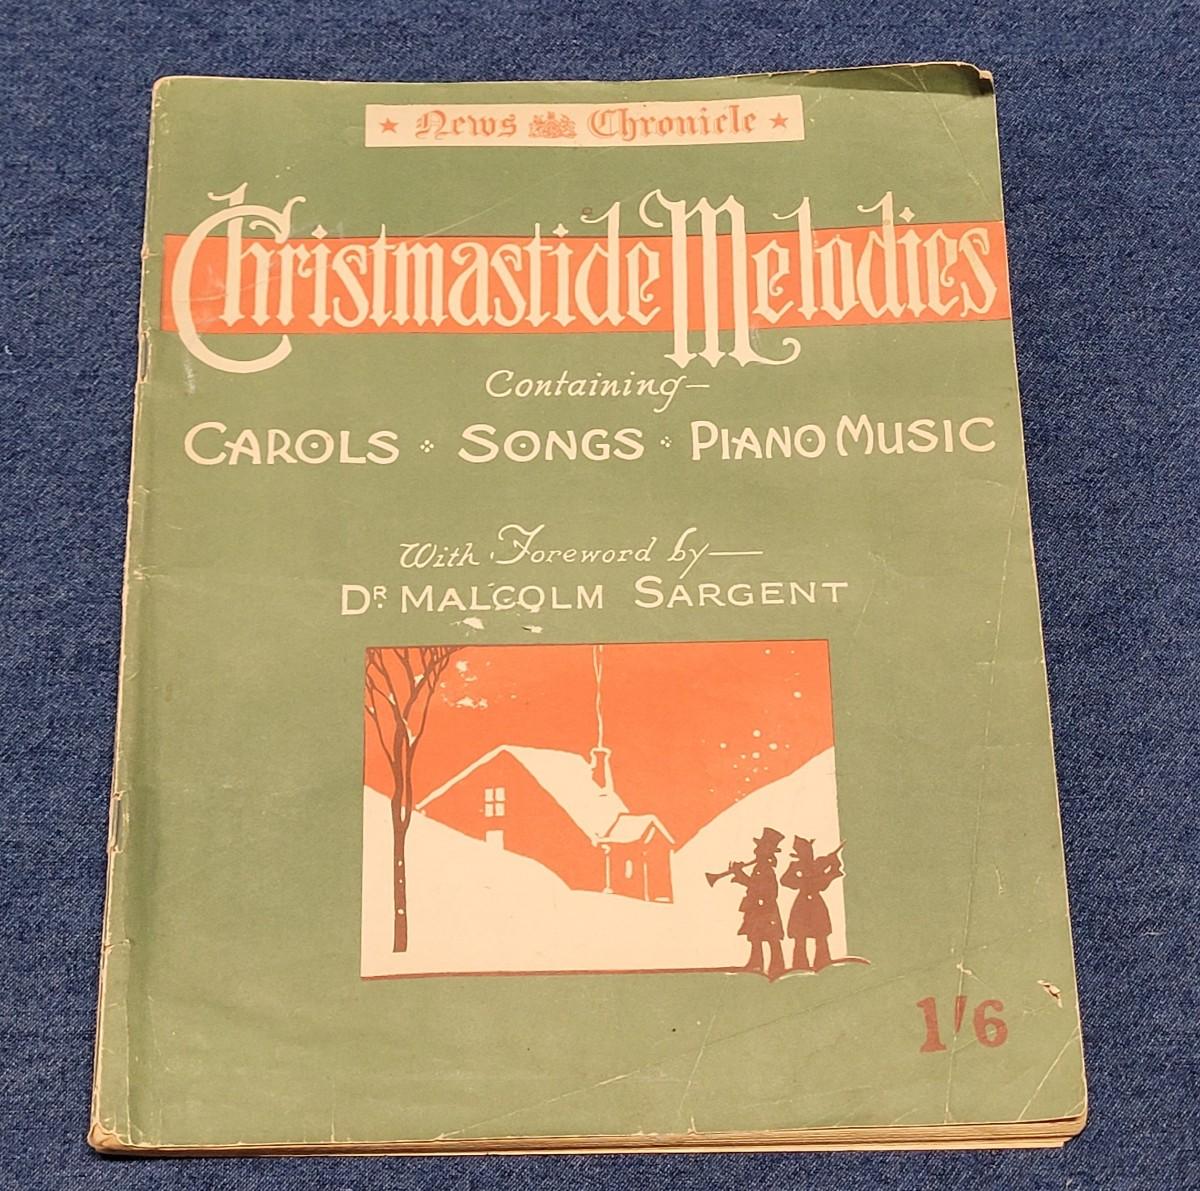 News Chronicle
Christmastide Melodies
Containing—
CAROLS · SONGS · PIANO MUSIC
With Foreword by—
DR. MALCOLM SARGENT
1/6